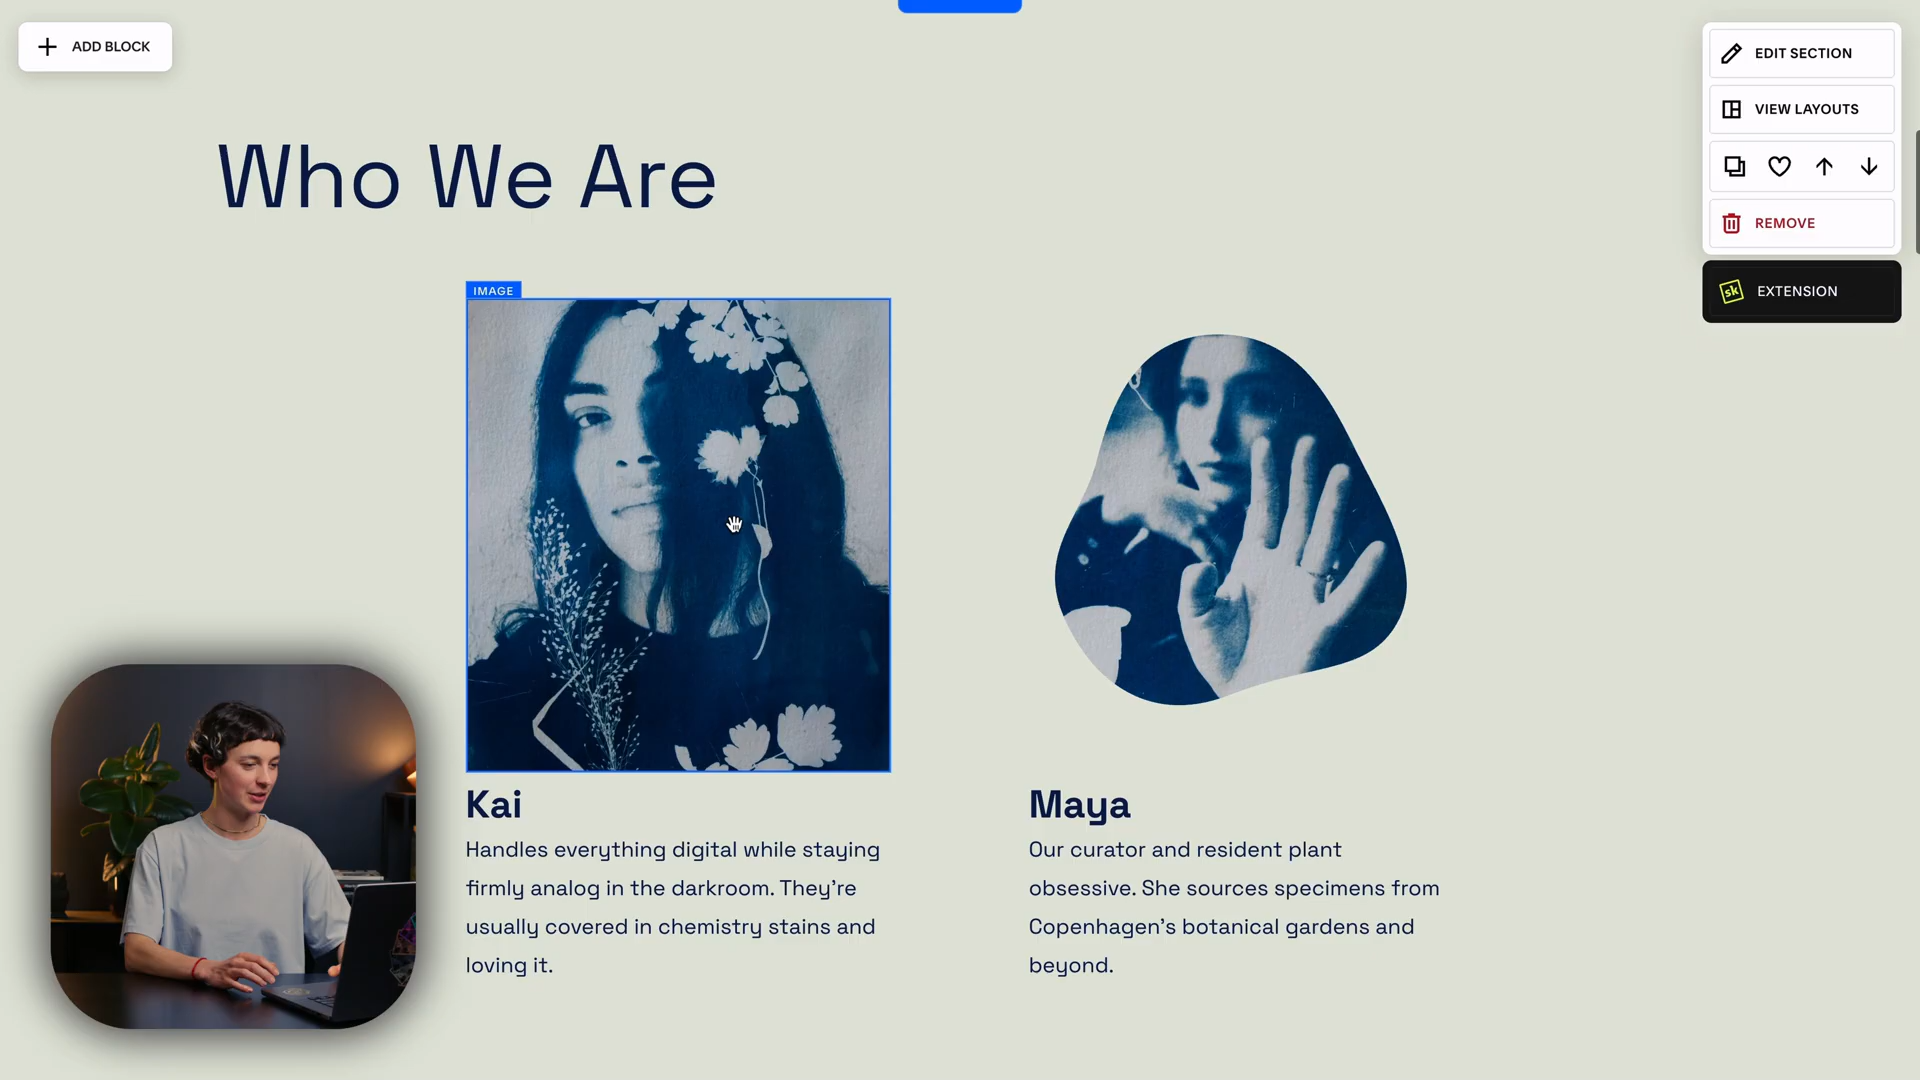 ADD BLOCK
EDIT SECTION
VIEW LAYOUTS
REMOVE
sk EXTENSION
Who We Are
IMAGE
Kai
Handles everything digital while staying
firmly analog in the darkroom. They're
usually covered in chemistry stains and
loving it.
Maya
Our curator and resident plant
obsessive. She sources specimens from
Copenhagen's botanical gardens and
beyond.